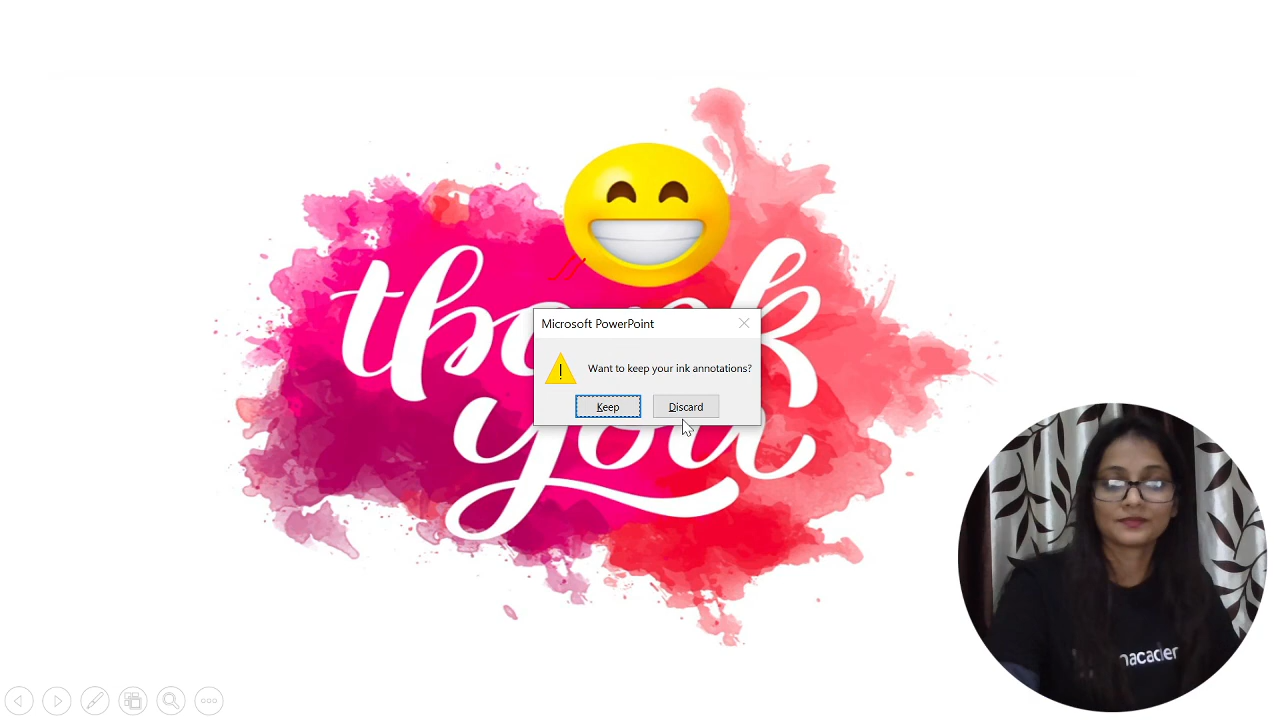 thank
you
Microsoft PowerPoint
Want to keep your ink annotations?
Keep
Discard